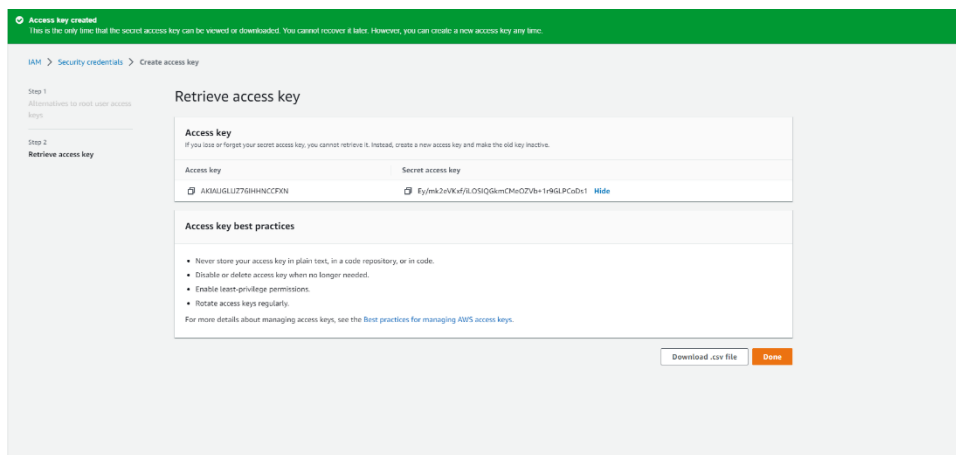 Access key created
This is the only time that the secret access key can be viewed or downloaded. You cannot recover it later. However, you can create a new access key any time.
IAM > Security credentials > Create access key
Step 1
Alternatives to root user access
keys
Step 2
Retrieve access key
Retrieve access key
Access key
If you lose or forget your secret access key, you cannot retrieve it. Instead, create a new access key and make the old key inactive.
Access key Secret access key
Hide
Access key best practices
• Never store your access key in plain text, in a code repository, or in code.
• Disable or delete access key when no longer needed.
• Enable least-privilege permissions.
• Rotate access keys regularly.
For more details about managing access keys, see the Best practices for managing AWS access keys.
Download .csv file Done